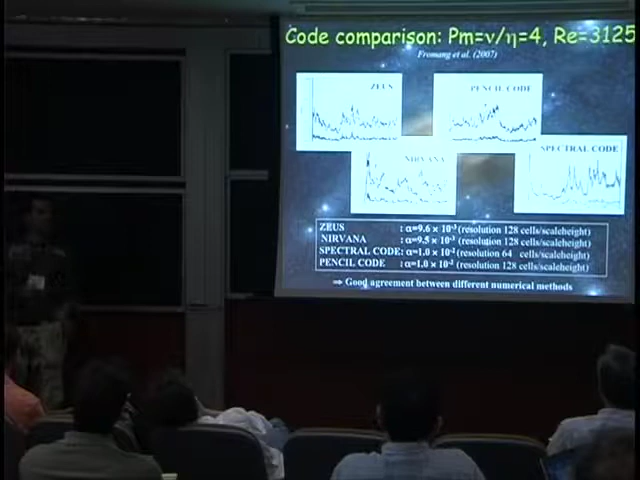 Code comparison: Pm=ν/η=4, Re=3125
Fromang et al. (2007)
ZEUS
PENCIL CODE
NIRVANA
SPECTRAL CODE
ZEUS : α=9.6 × 10⁻³ (resolution 128 cells/scaleheight)
NIRVANA : α=9.5 × 10⁻³ (resolution 128 cells/scaleheight)
SPECTRAL CODE: α=1.0 × 10⁻² (resolution 64 cells/scaleheight)
PENCIL CODE : α=1.0 × 10⁻² (resolution 128 cells/scaleheight)
⇒ Good agreement between different numerical methods